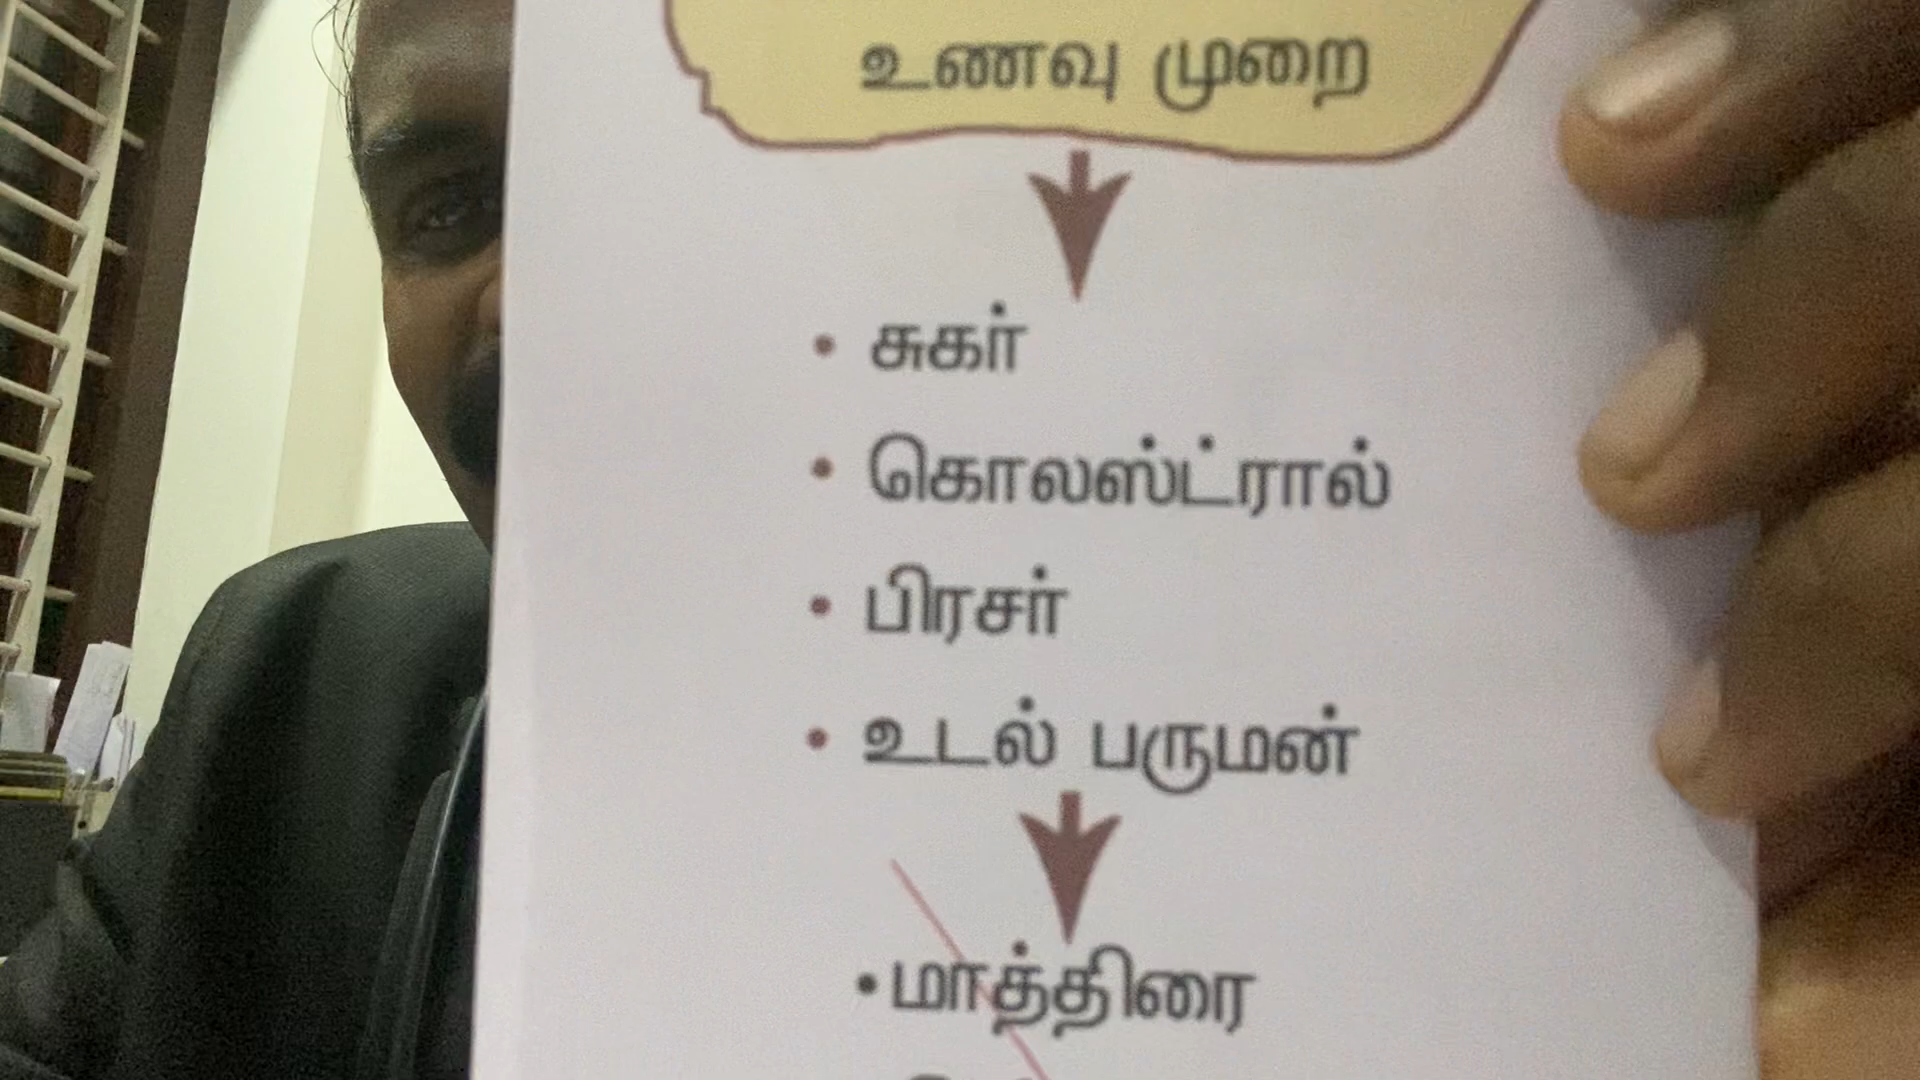 உணவு முறை
• சுகர்
• கொலஸ்ட்ரால்
• பிரசர்
• உடல் பருமன்
• மாத்திரை